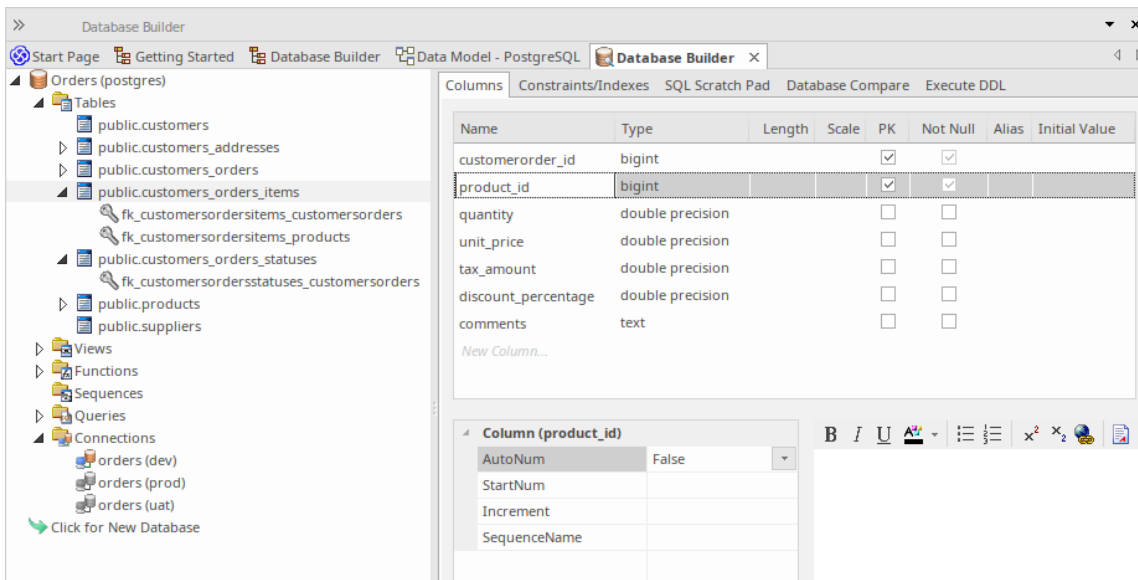 Database Builder
Start Page Getting Started Database Builder Data Model - PostgreSQL Database Builder
Orders (postgres)
Tables
public.customers
public.customers_addresses
public.customers_orders
public.customers_orders_items
fk_customersordersitems_customersorders
fk_customersordersitems_products
public.customers_orders_statuses
fk_customersordersstatuses_customersorders
public.products
public.suppliers
Views
Functions
Sequences
Queries
Connections
orders (dev)
orders (prod)
orders (uat)
Click for New Database
Columns Constraints/Indexes SQL Scratch Pad Database Compare Execute DDL
Name Type Length Scale PK Not Null Alias Initial Value
customerorder_id bigint
product_id bigint
quantity double precision
unit_price double precision
tax_amount double precision
discount_percentage double precision
comments text
New Column...
Column (product_id)
AutoNum False
StartNum
Increment
SequenceName
B I U A x² x₂